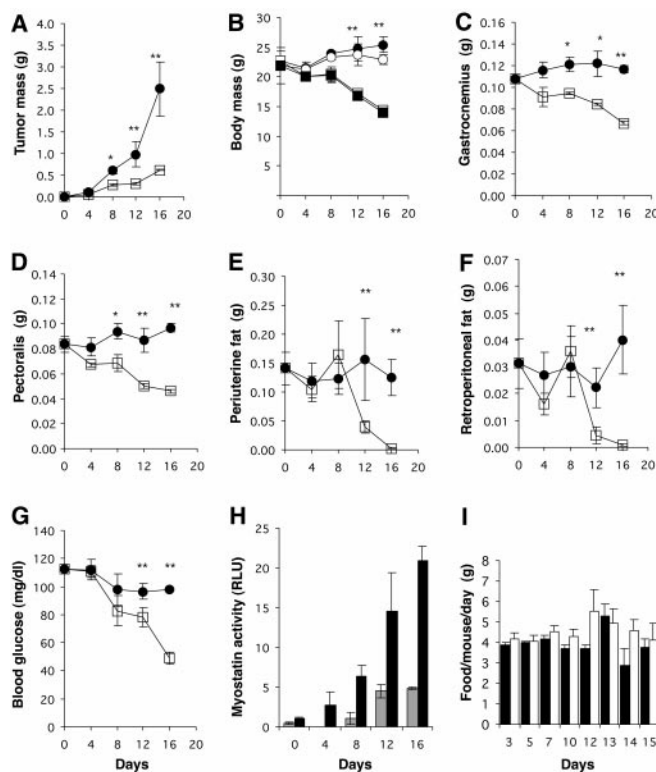 A
Tumor mass (g)
4.0
3.5
3.0
2.5
2.0
1.5
1.0
0.5
0.0
* ** **
0 4 8 12 16 20
B
Body mass (g)
30
25
20
15
10
5
** **
0 4 8 12 16 20
C
Gastrocnemius (g)
0.16
0.14
0.12
0.10
0.08
0.06
0.04
0.02
0.00
* * **
0 4 8 12 16 20
D
Pectoralis (g)
0.14
0.12
0.10
0.08
0.06
0.04
0.02
0.00
* ** **
0 4 8 12 16 20
E
Periuterine fat (g)
0.30
0.25
0.20
0.15
0.10
0.05
0.00
** **
0 4 8 12 16 20
F
Retroperitoneal fat (g)
0.07
0.06
0.05
0.04
0.03
0.02
0.01
0.00
** **
0 4 8 12 16 20
G
Blood glucose (mg/dl)
160
140
120
100
80
60
40
20
0
** **
0 4 8 12 16 20
Days
H
Myostatin activity (RLU)
25
20
15
10
5
0
0 4 8 12 16
Days
I
Food/mouse/day (g)
8
7
6
5
4
3
2
1
0
3 5 7 10 12 13 14 15
Days